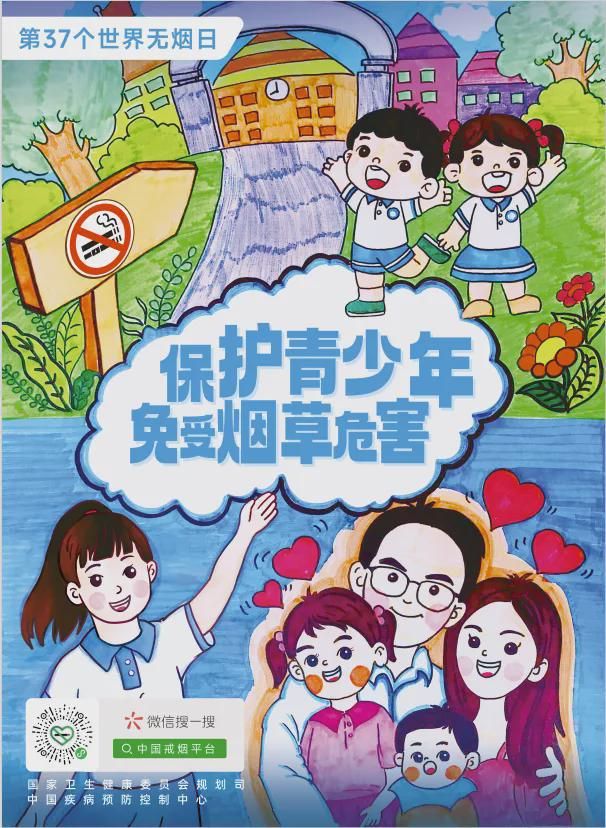 第37个世界无烟日
保护青少年
免受烟草危害
微信搜一搜
中国戒烟平台
国家卫生健康委员会规划司
中国疾病预防控制中心